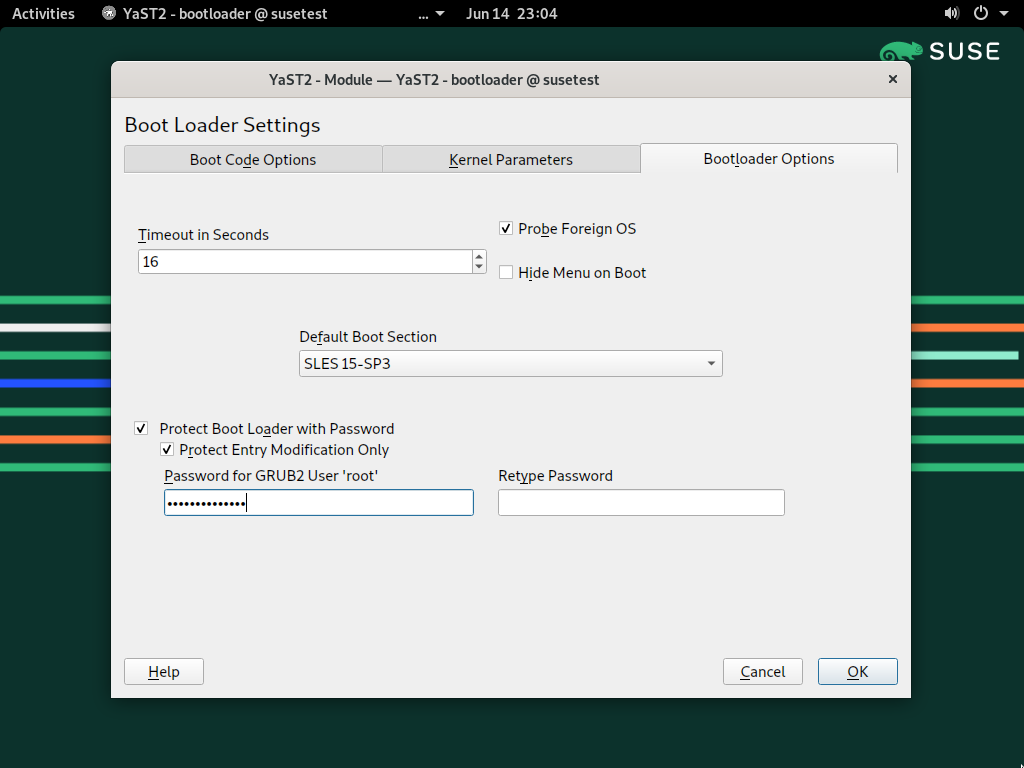 Activities YaST2 - bootloader @ susetest ... Jun 14 23:04
SUSE
YaST2 - Module — YaST2 - bootloader @ susetest ×
Boot Loader Settings
Boot Code Options Kernel Parameters Bootloader Options
Timeout in Seconds
16
Probe Foreign OS
Hide Menu on Boot
Default Boot Section
SLES 15-SP3
Protect Boot Loader with Password
Protect Entry Modification Only
Password for GRUB2 User 'root' Retype Password
••••••••••••••
Help Cancel OK